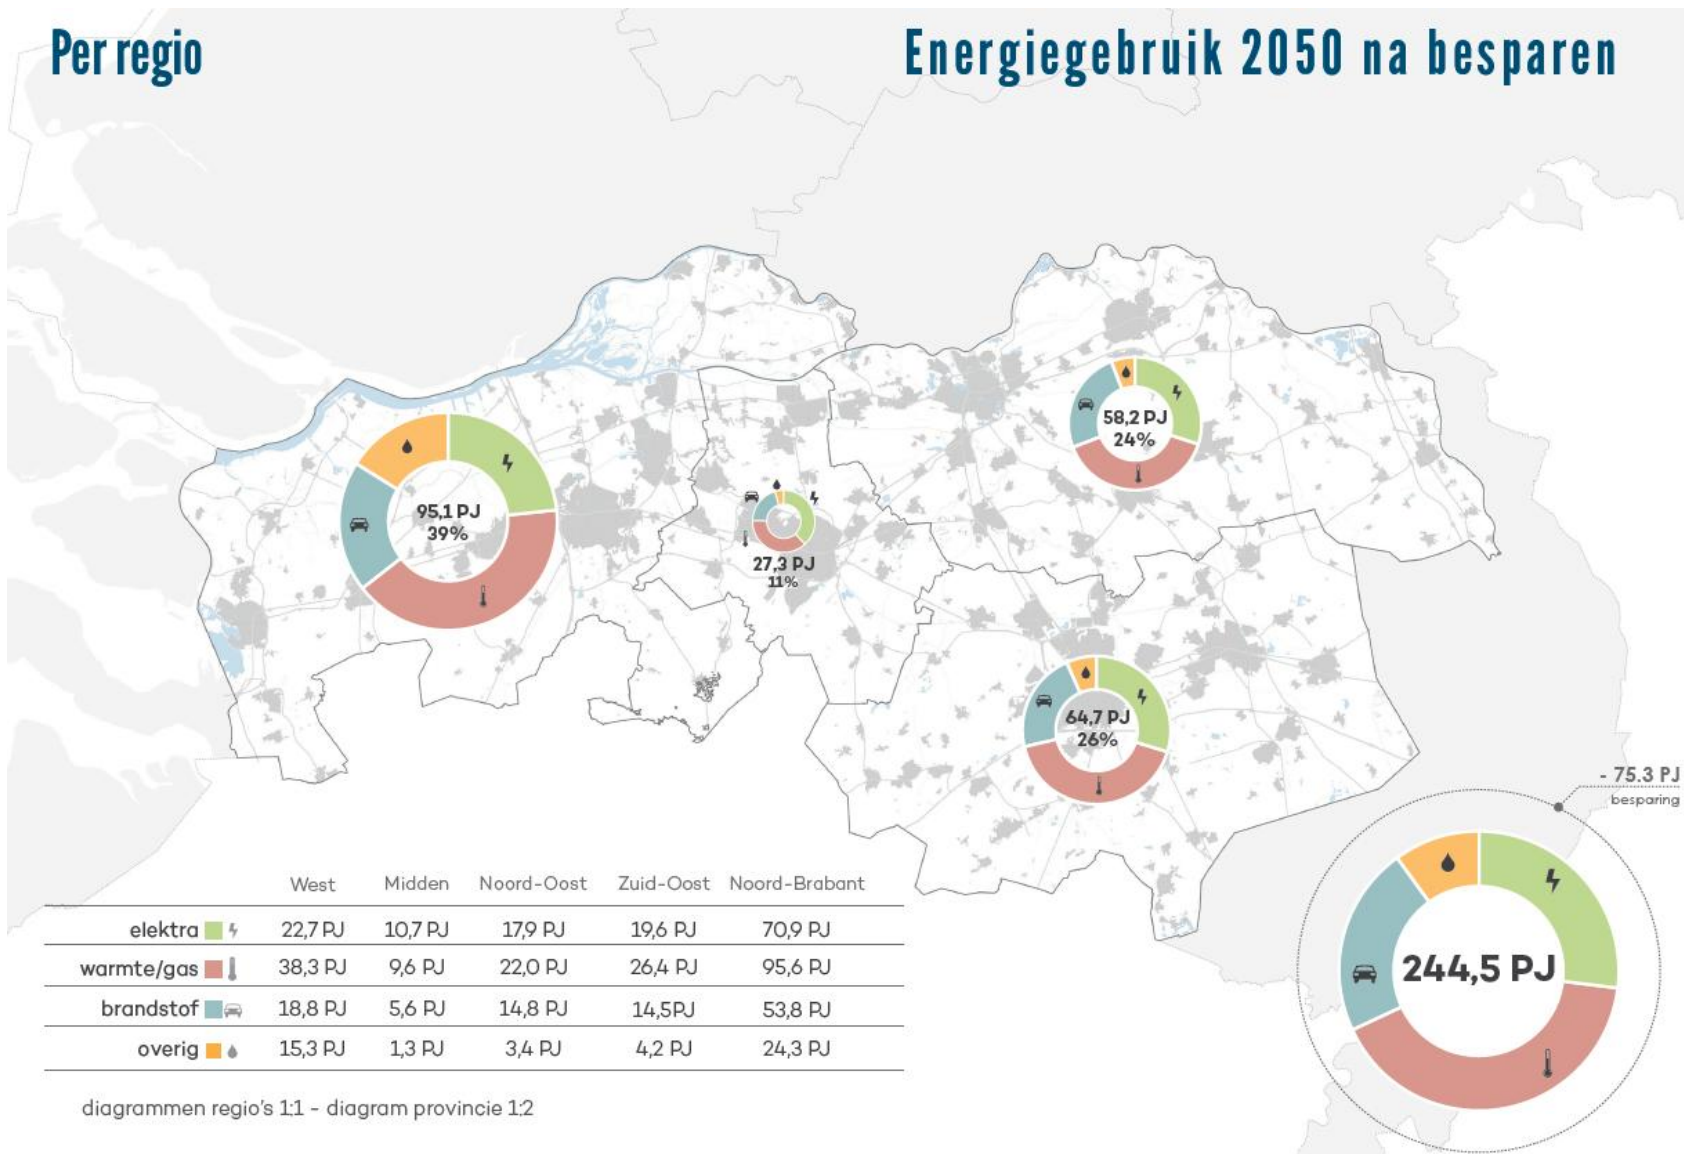 Per regio
Energiegebruik 2050 na besparen
58,2 PJ
24%
95,1 PJ
39%
27,3 PJ
11%
64,7 PJ
26%
- 75.3 PJ
besparing
244,5 PJ
West Midden Noord-Oost Zuid-Oost Noord-Brabant
elektra 22,7 PJ 10,7 PJ 17,9 PJ 19,6 PJ 70,9 PJ
warmte/gas 38,3 PJ 9,6 PJ 22,0 PJ 26,4 PJ 95,6 PJ
brandstof 18,8 PJ 5,6 PJ 14,8 PJ 14,5PJ 53,8 PJ
overig 15,3 PJ 1,3 PJ 3,4 PJ 4,2 PJ 24,3 PJ
diagrammen regio's 1:1 - diagram provincie 1:2